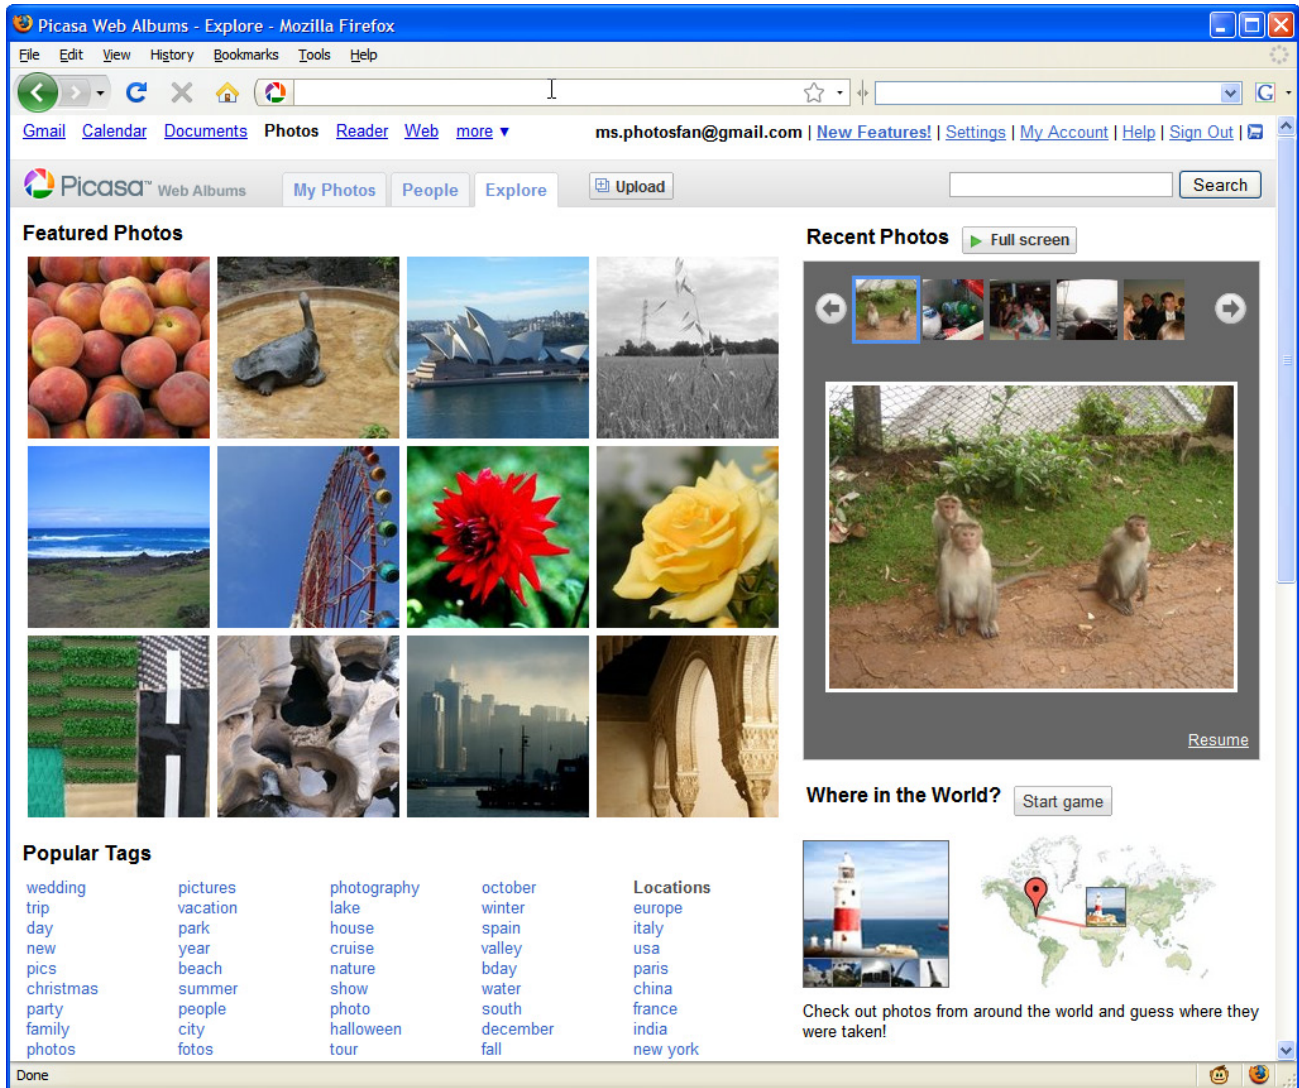 Picasa Web Albums - Explore - Mozilla Firefox
File Edit View History Bookmarks Tools Help
G
Gmail Calendar Documents Photos Reader Web more ▼ ms.photosfan@gmail.com | New Features! | Settings | My Account | Help | Sign Out |
Picasa™ Web Albums My Photos People Explore Upload Search
Featured Photos
Recent Photos Full screen
Resume
Where in the World? Start game
Popular Tags
wedding pictures photography october Locations
trip vacation lake winter europe
day park house spain italy
new year cruise valley usa
pics beach nature bday paris
christmas summer show water china
party people photo south france
family city halloween december india
photos fotos tour fall new york
Check out photos from around the world and guess where they
were taken!
Done